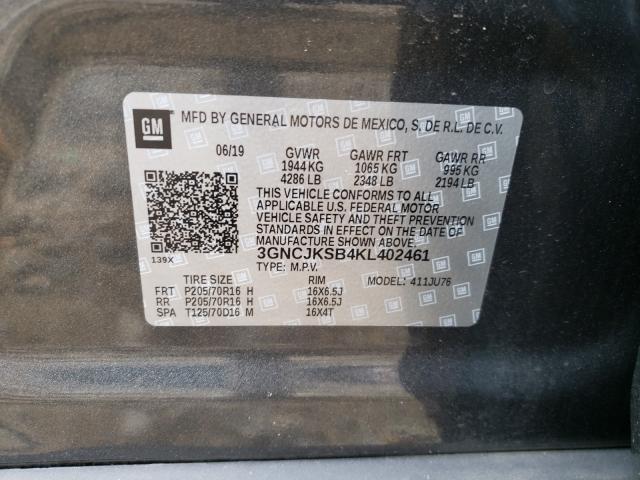 GM
MFD BY GENERAL MOTORS DE MEXICO, S. DE R.L. DE C.V.
06/19 GVWR GAWR FRT GAWR RR
1944 KG 1065 KG 995 KG
4286 LB 2348 LB 2194 LB
THIS VEHICLE CONFORMS TO ALL
APPLICABLE U.S. FEDERAL MOTOR
VEHICLE SAFETY AND THEFT PREVENTION
STANDARDS IN EFFECT ON THE DATE OF
MANUFACTURE SHOWN ABOVE.
139X 3GNCJKSB4KL402461
TYPE: M.P.V. MODEL: 411JU76
TIRE SIZE RIM
FRT P205/70R16 H 16X6.5J
RR P205/70R16 H 16X6.5J
SPA T125/70D16 M 16X4T